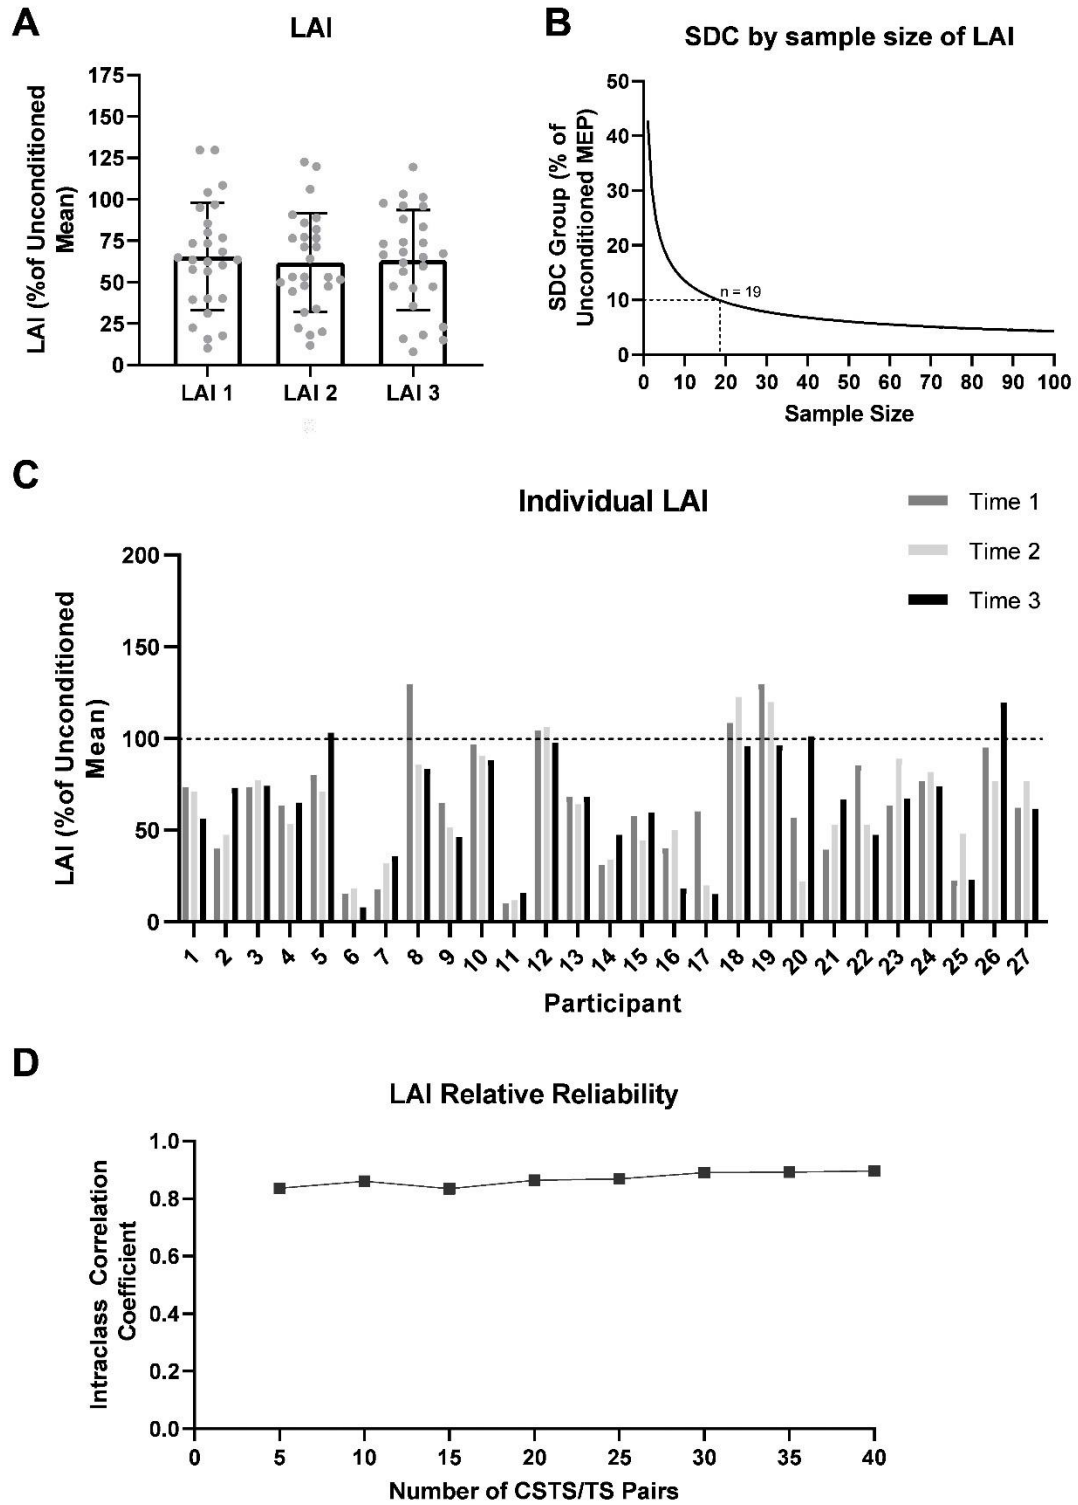 A
LAI
LAI (%of Unconditioned
Mean)
175
150
125
100
75
50
25
0
LAI 1 LAI 2 LAI 3
B
SDC by sample size of LAI
SDC Group (% of
Unconditioned MEP)
50
40
30
20
10
0
n = 19
0 10 20 30 40 50 60 70 80 90 100
Sample Size
C
Individual LAI
Time 1
Time 2
Time 3
LAI (%of Unconditioned
Mean)
200
150
100
50
0
1 2 3 4 5 6 7 8 9 10 11 12 13 14 15 16 17 18 19 20 21 22 23 24 25 26 27
Participant
D
LAI Relative Reliability
Intraclass Correlation
Coefficient
1.0
0.8
0.6
0.4
0.2
0.0
0 5 10 15 20 25 30 35 40
Number of CSTS/TS Pairs